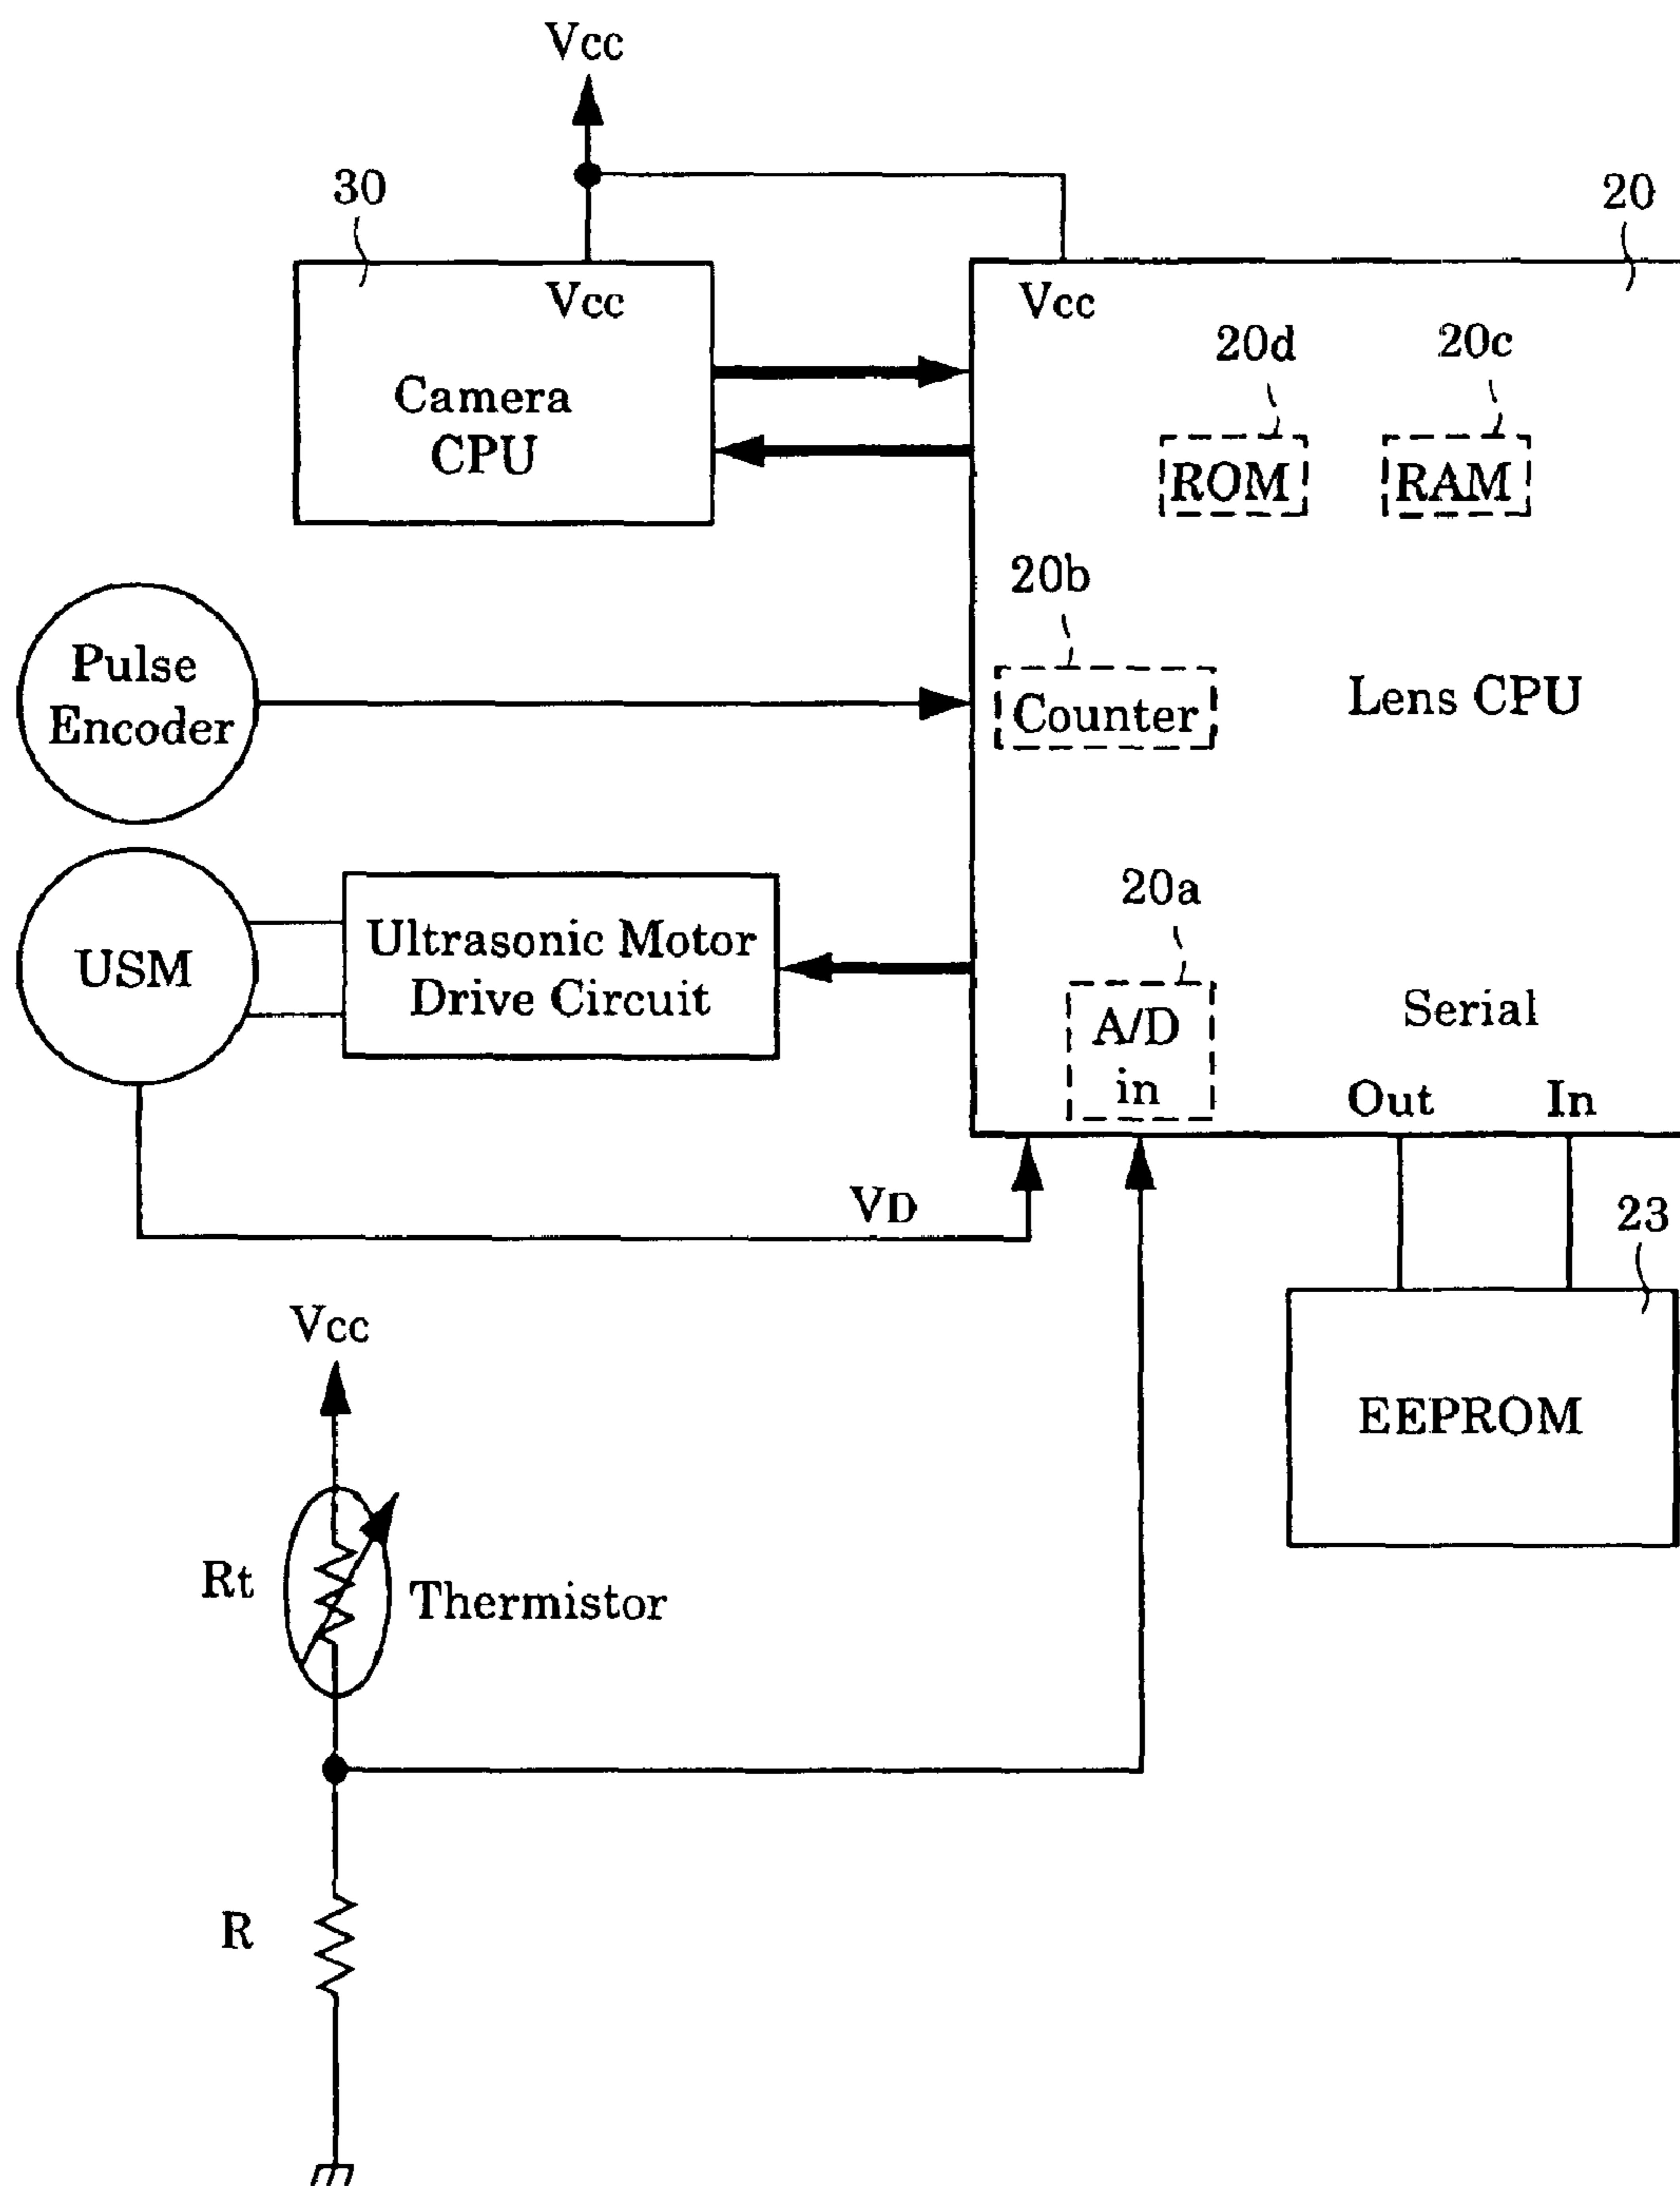 Vcc
30
20
Vcc
Vcc
20d
20c
Camera
CPU
ROM
RAM
20b
Pulse
Encoder
Counter
Lens CPU
20a
USM
Ultrasonic Motor
Drive Circuit
A/D
in
Serial
Out
In
VD
23
Vcc
EEPROM
Rt
Thermistor
R